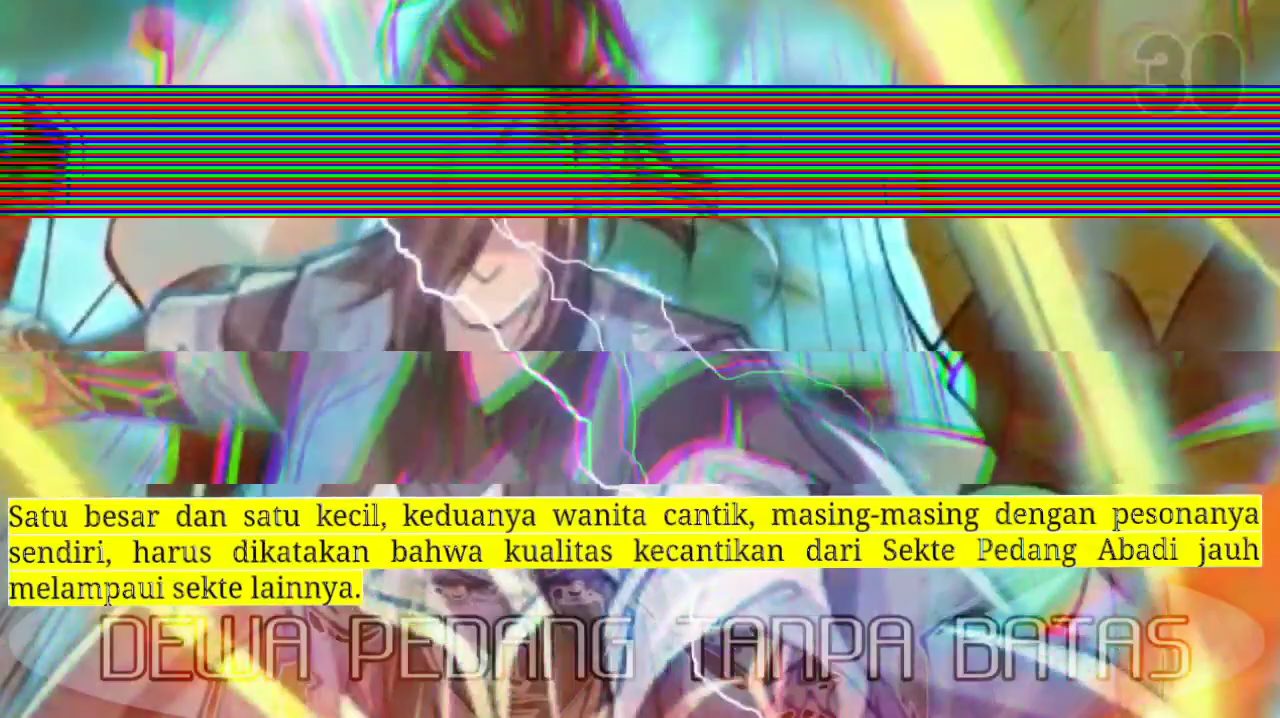 30
Satu besar dan satu kecil, keduanya wanita cantik, masing-masing dengan pesonanya
sendiri, harus dikatakan bahwa kualitas kecantikan dari Sekte Pedang Abadi jauh
melampaui sekte lainnya.
DEWA PEDANG TANPA BATAS